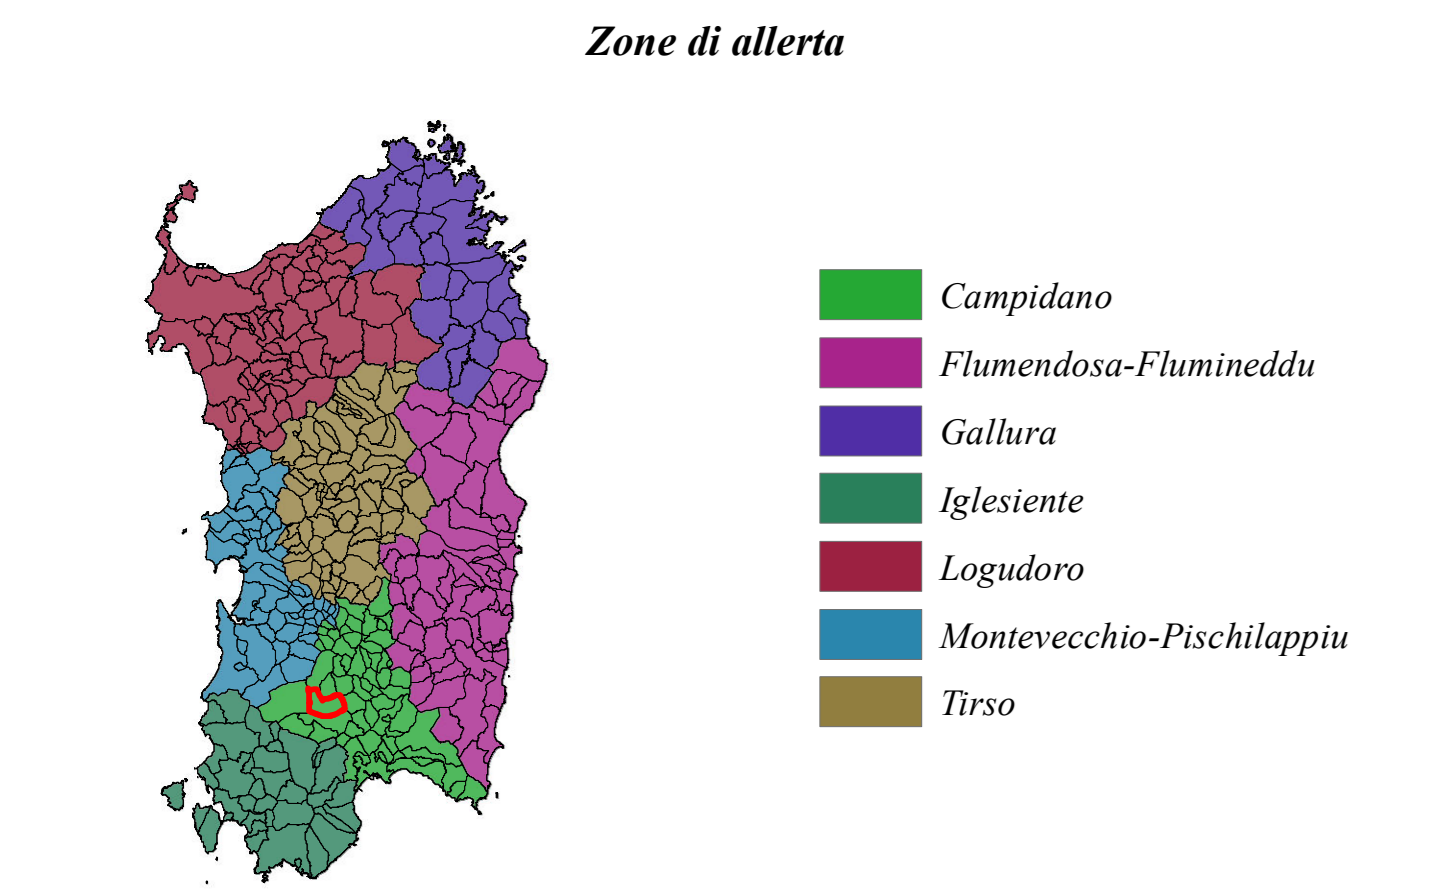 Zone di allerta
Campidano
Flumendosa-Flumineddu
Gallura
Iglesiente
Logudoro
Montevecchio-Pischilappiu
Tirso